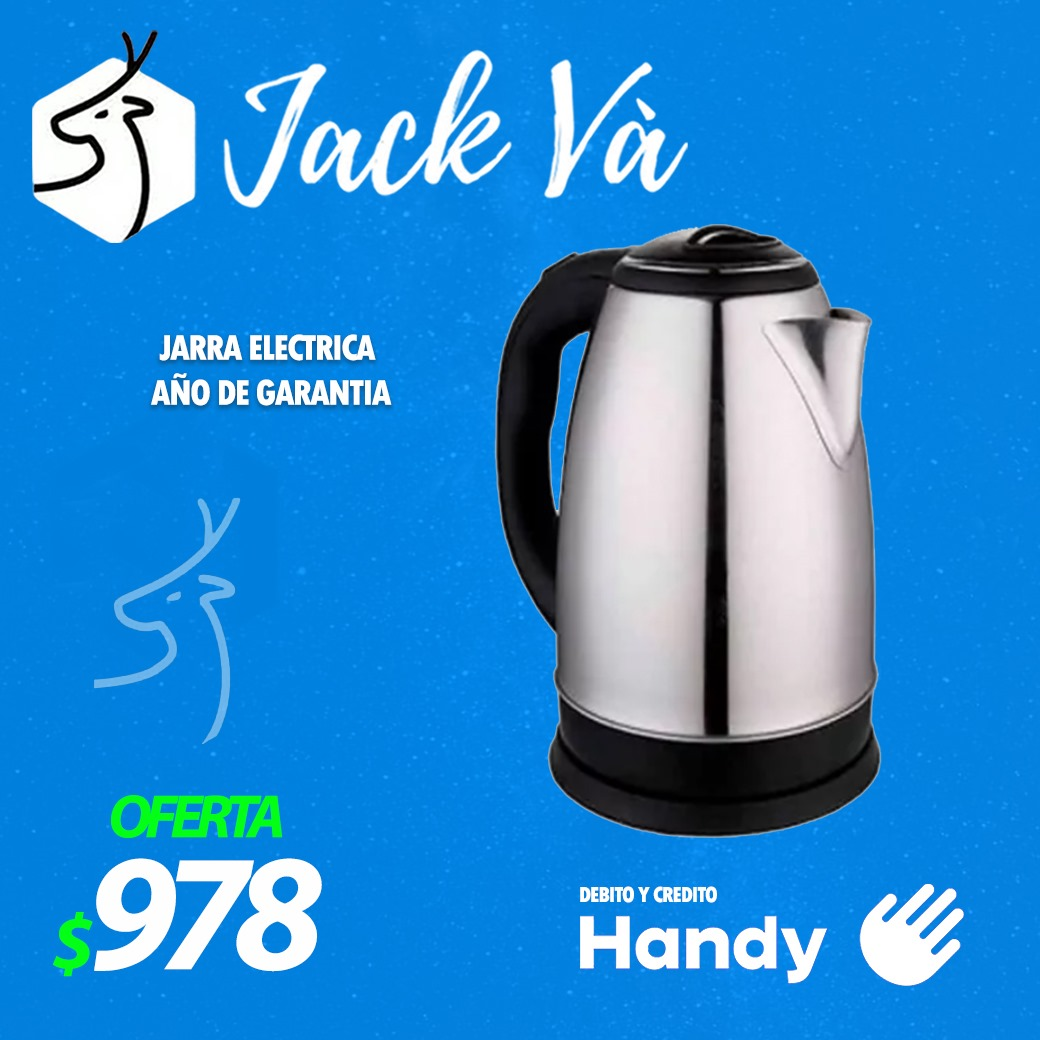 Jack Và
JARRA ELECTRICA
AÑO DE GARANTIA
OFERTA
$978
DEBITO Y CREDITO
Handy